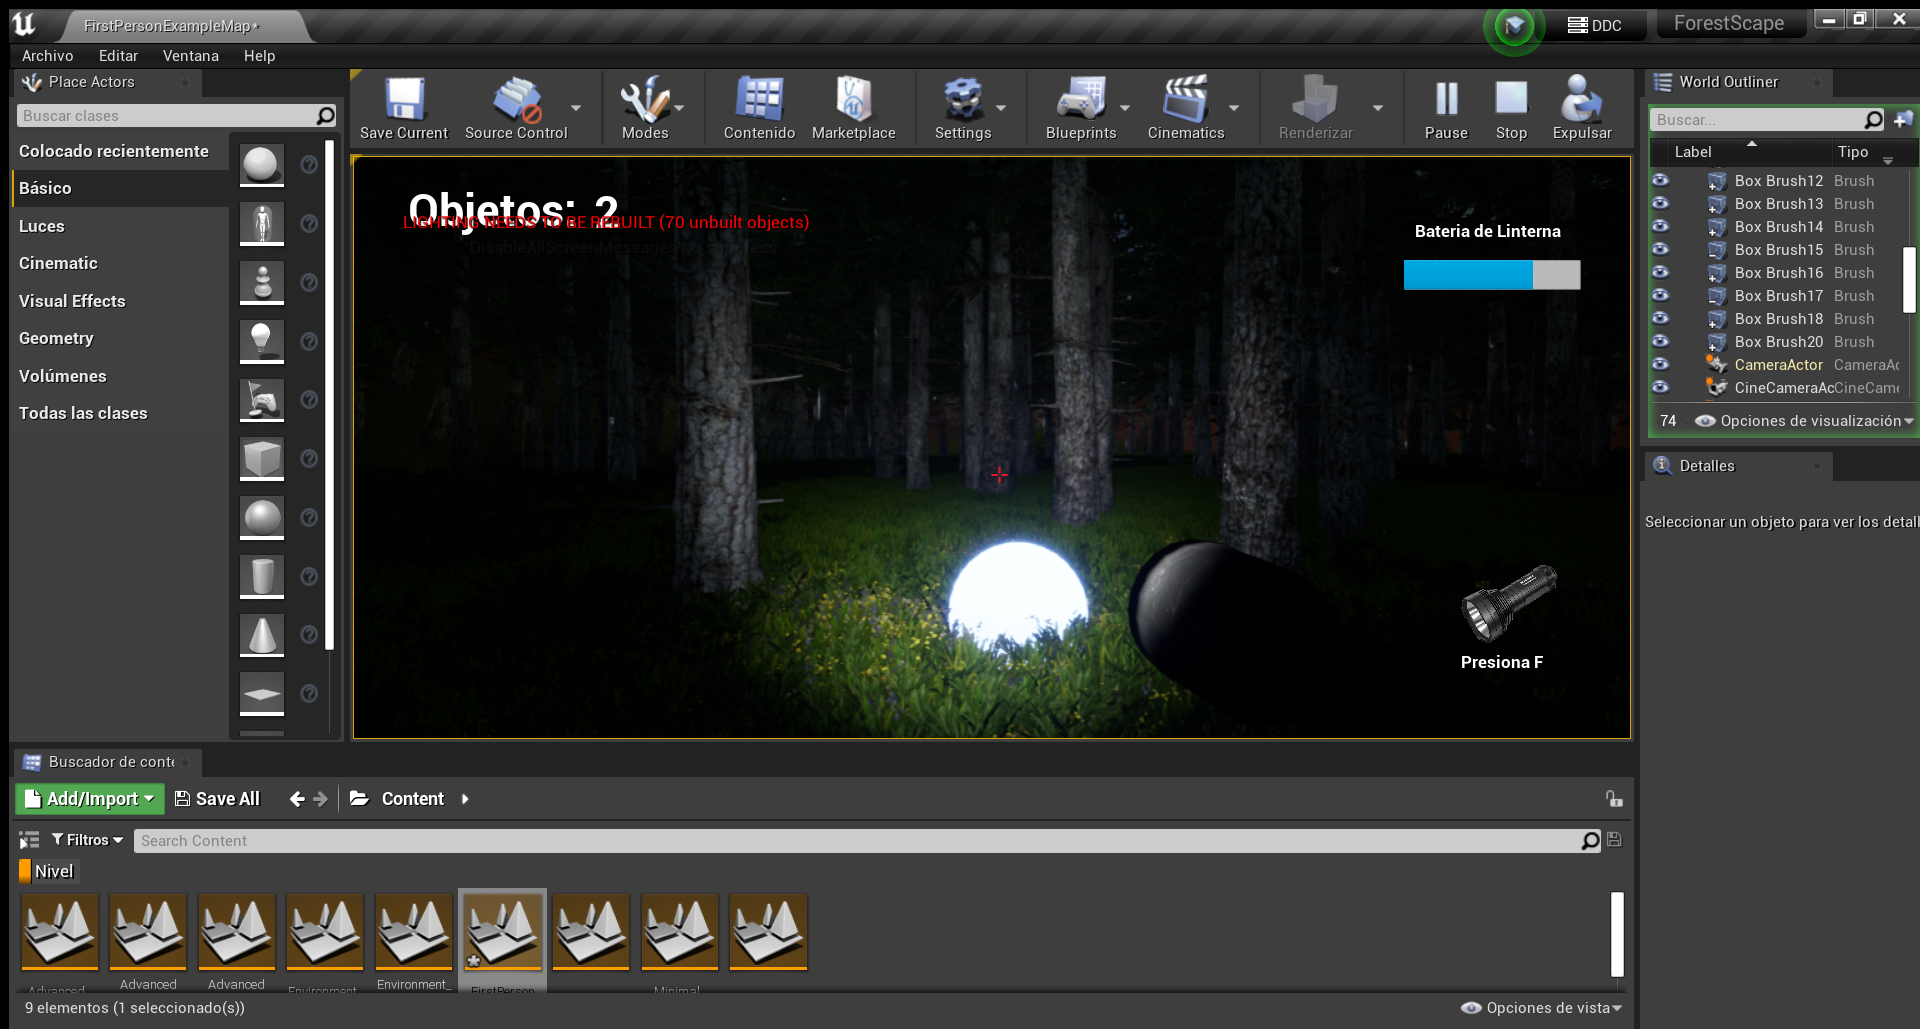 FirstPersonExampleMap*
DDC
ForestScape
Archivo Editar Ventana Help
Place Actors
Buscar clases
Colocado recientemente
Básico
Luces
Cinematic
Visual Effects
Geometry
Volúmenes
Todas las clases
Save Current
Source Control
Modes
Contenido
Marketplace
Settings
Blueprints
Cinematics
Renderizar
Pause
Stop
Expulsar
Objetos: 2
LIGHTING NEEDS TO BE REBUILT (70 unbuilt objects)
'DisableAllScreenMessages' to suppress
Bateria de Linterna
Presiona F
World Outliner
Buscar...
Label Tipo
Box Brush12 Brush
Box Brush13 Brush
Box Brush14 Brush
Box Brush15 Brush
Box Brush16 Brush
Box Brush17 Brush
Box Brush18 Brush
Box Brush20 Brush
CameraActor CameraAc
CineCameraAc CineCame
74 Opciones de visualización
Detalles
Seleccionar un objeto para ver los detall
Buscador de conte
Add/Import Save All Content
Filtros Search Content
Nivel
Advanced
Advanced
Advanced
Environment
Environment_
FirstPerson
Minimal
9 elementos (1 seleccionado(s))
Opciones de vista